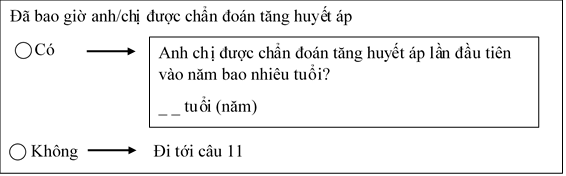 Đã bao giờ anh/chị được chẩn đoán tăng huyết áp
Có
Anh chị được chẩn đoán tăng huyết áp lần đầu tiên
vào năm bao nhiêu tuổi?
_ _ tuổi (năm)
Không
Đi tới câu 11